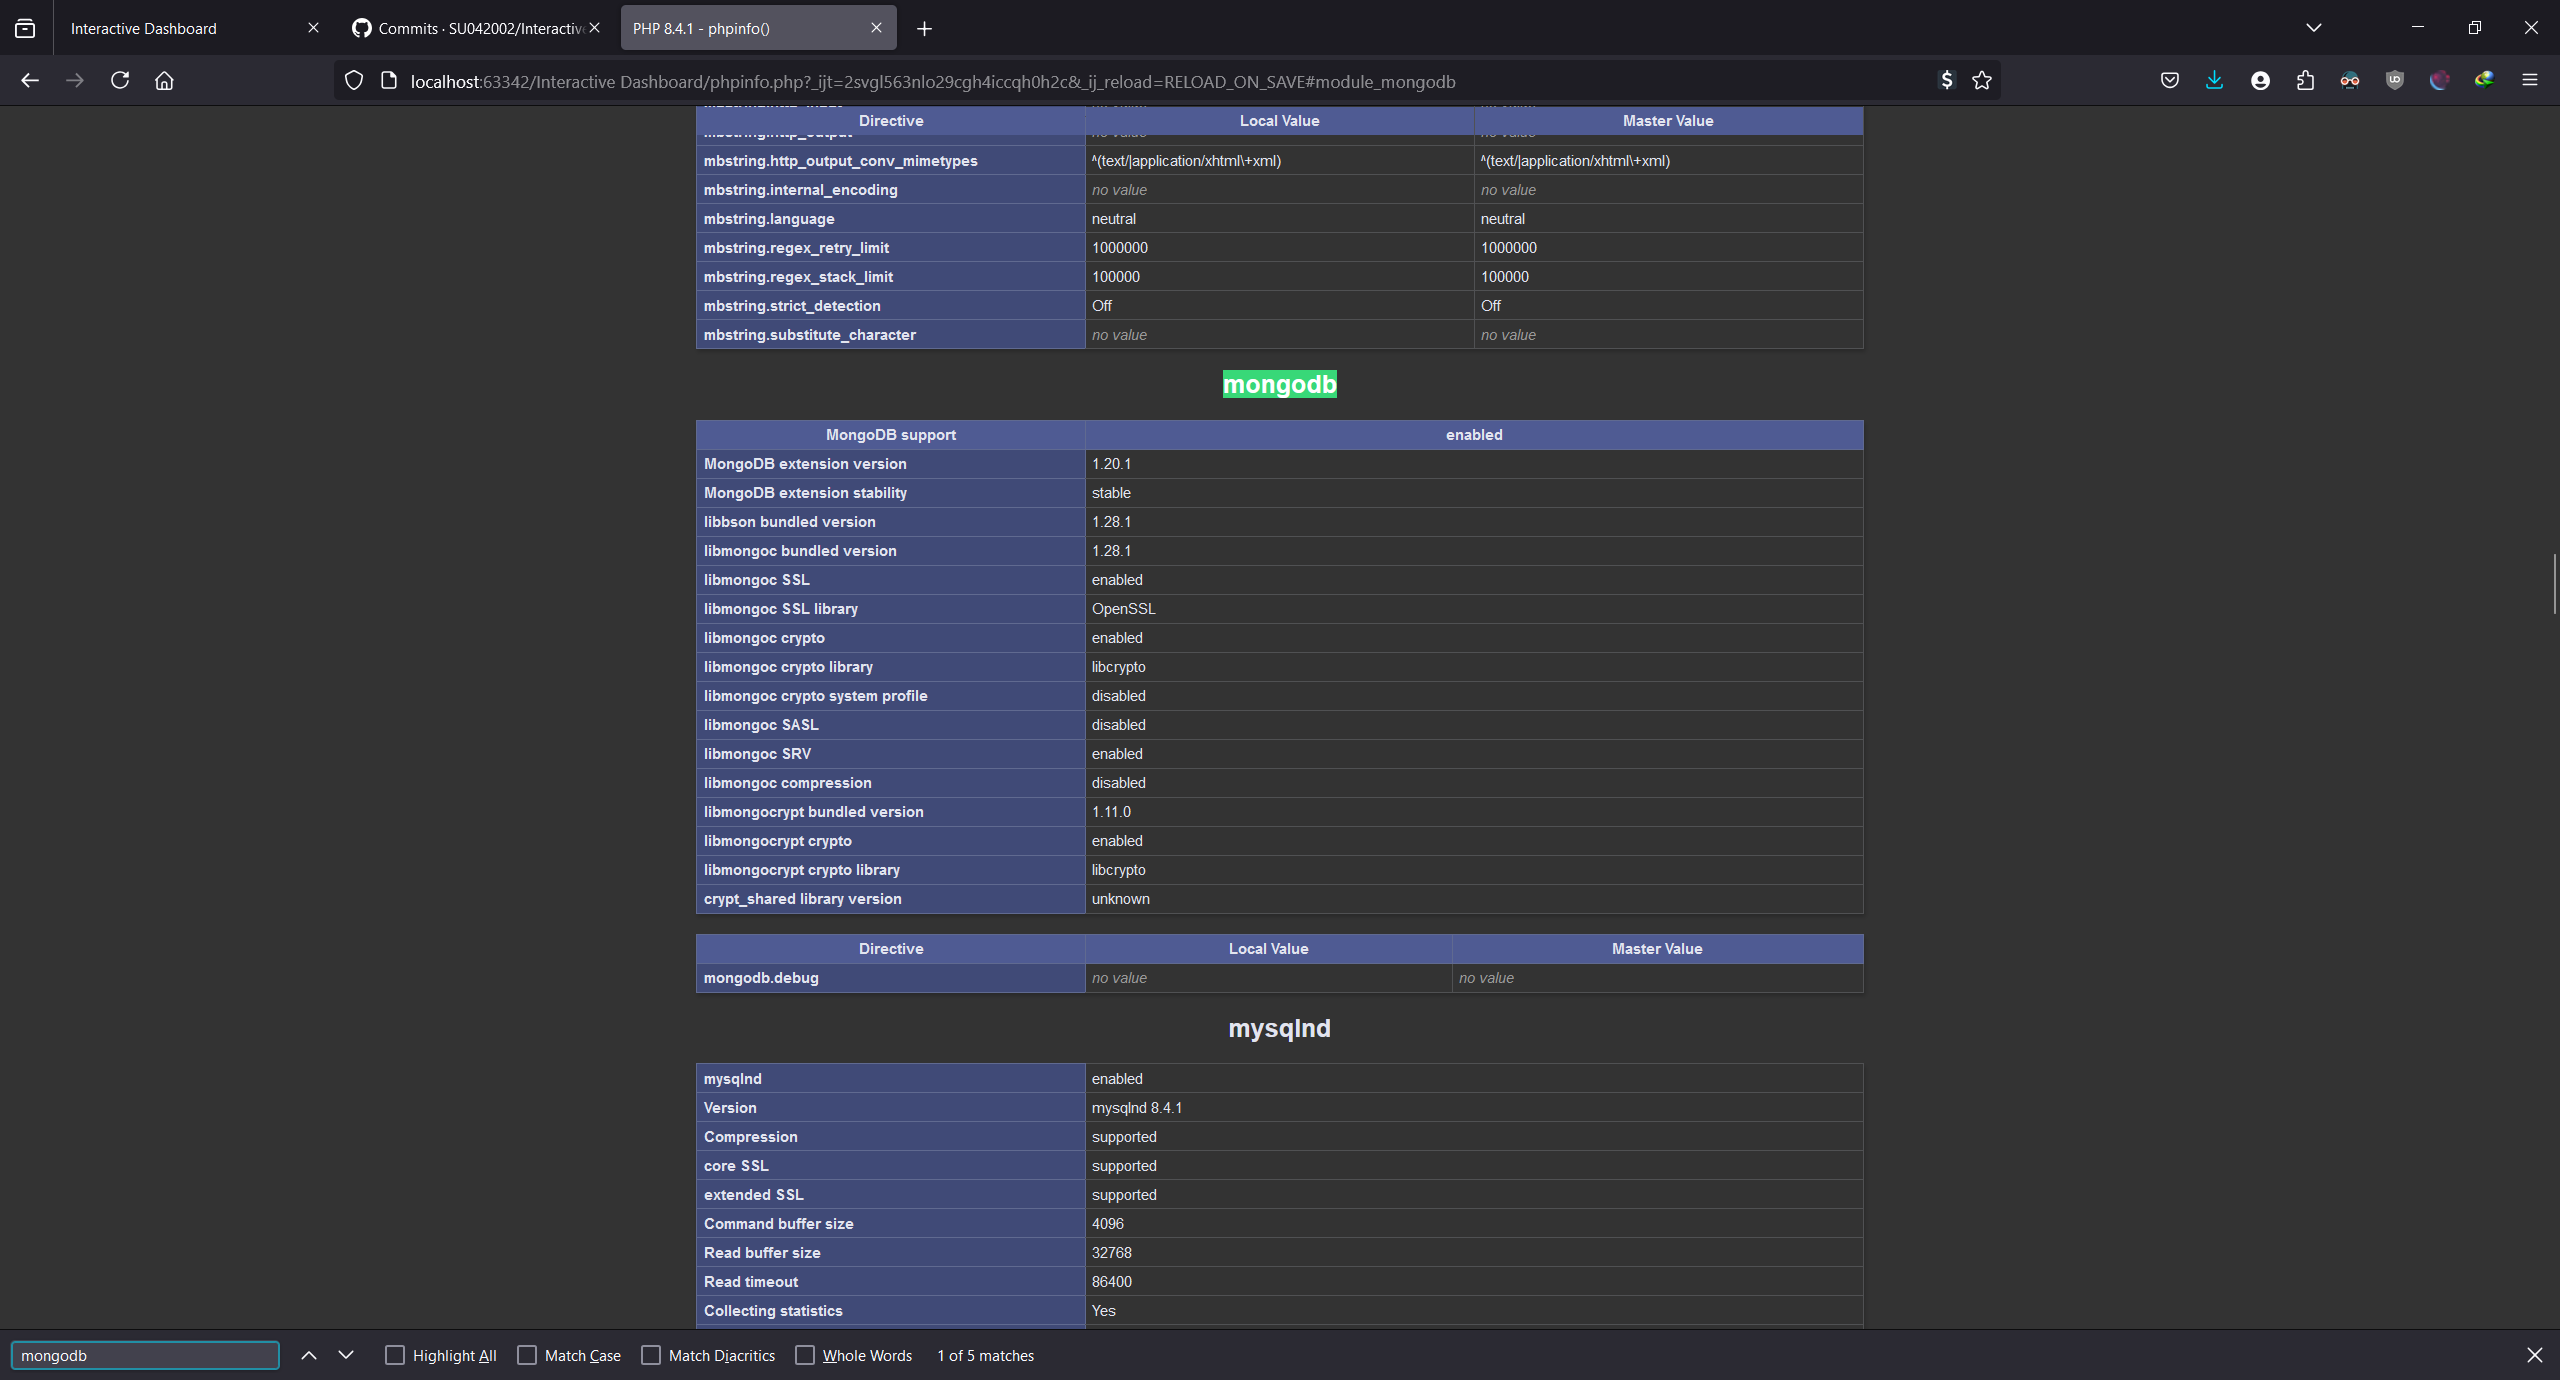 Interactive Dashboard
Commits · SU042002/Interactiv
PHP 8.4.1 - phpinfo()
localhost:63342/Interactive Dashboard/phpinfo.php?_ijt=2svgl563nlo29cgh4iccqh0h2c&_ij_reload=RELOAD_ON_SAVE#module_mongodb
Directive Local Value Master Value
mbstring.http_output no value no value
mbstring.http_output_conv_mimetypes ^(text/|application/xhtml\+xml) ^(text/|application/xhtml\+xml)
mbstring.internal_encoding no value no value
mbstring.language neutral neutral
mbstring.regex_retry_limit 1000000 1000000
mbstring.regex_stack_limit 100000 100000
mbstring.strict_detection Off Off
mbstring.substitute_character no value no value
mongodb
MongoDB support enabled
MongoDB extension version 1.20.1
MongoDB extension stability stable
libbson bundled version 1.28.1
libmongoc bundled version 1.28.1
libmongoc SSL enabled
libmongoc SSL library OpenSSL
libmongoc crypto enabled
libmongoc crypto library libcrypto
libmongoc crypto system profile disabled
libmongoc SASL disabled
libmongoc SRV enabled
libmongoc compression disabled
libmongocrypt bundled version 1.11.0
libmongocrypt crypto enabled
libmongocrypt crypto library libcrypto
crypt_shared library version unknown
Directive Local Value Master Value
mongodb.debug no value no value
mysqlnd
mysqlnd enabled
Version mysqlnd 8.4.1
Compression supported
core SSL supported
extended SSL supported
Command buffer size 4096
Read buffer size 32768
Read timeout 86400
Collecting statistics Yes
mongodb Highlight All Match Case Match Diacritics Whole Words 1 of 5 matches